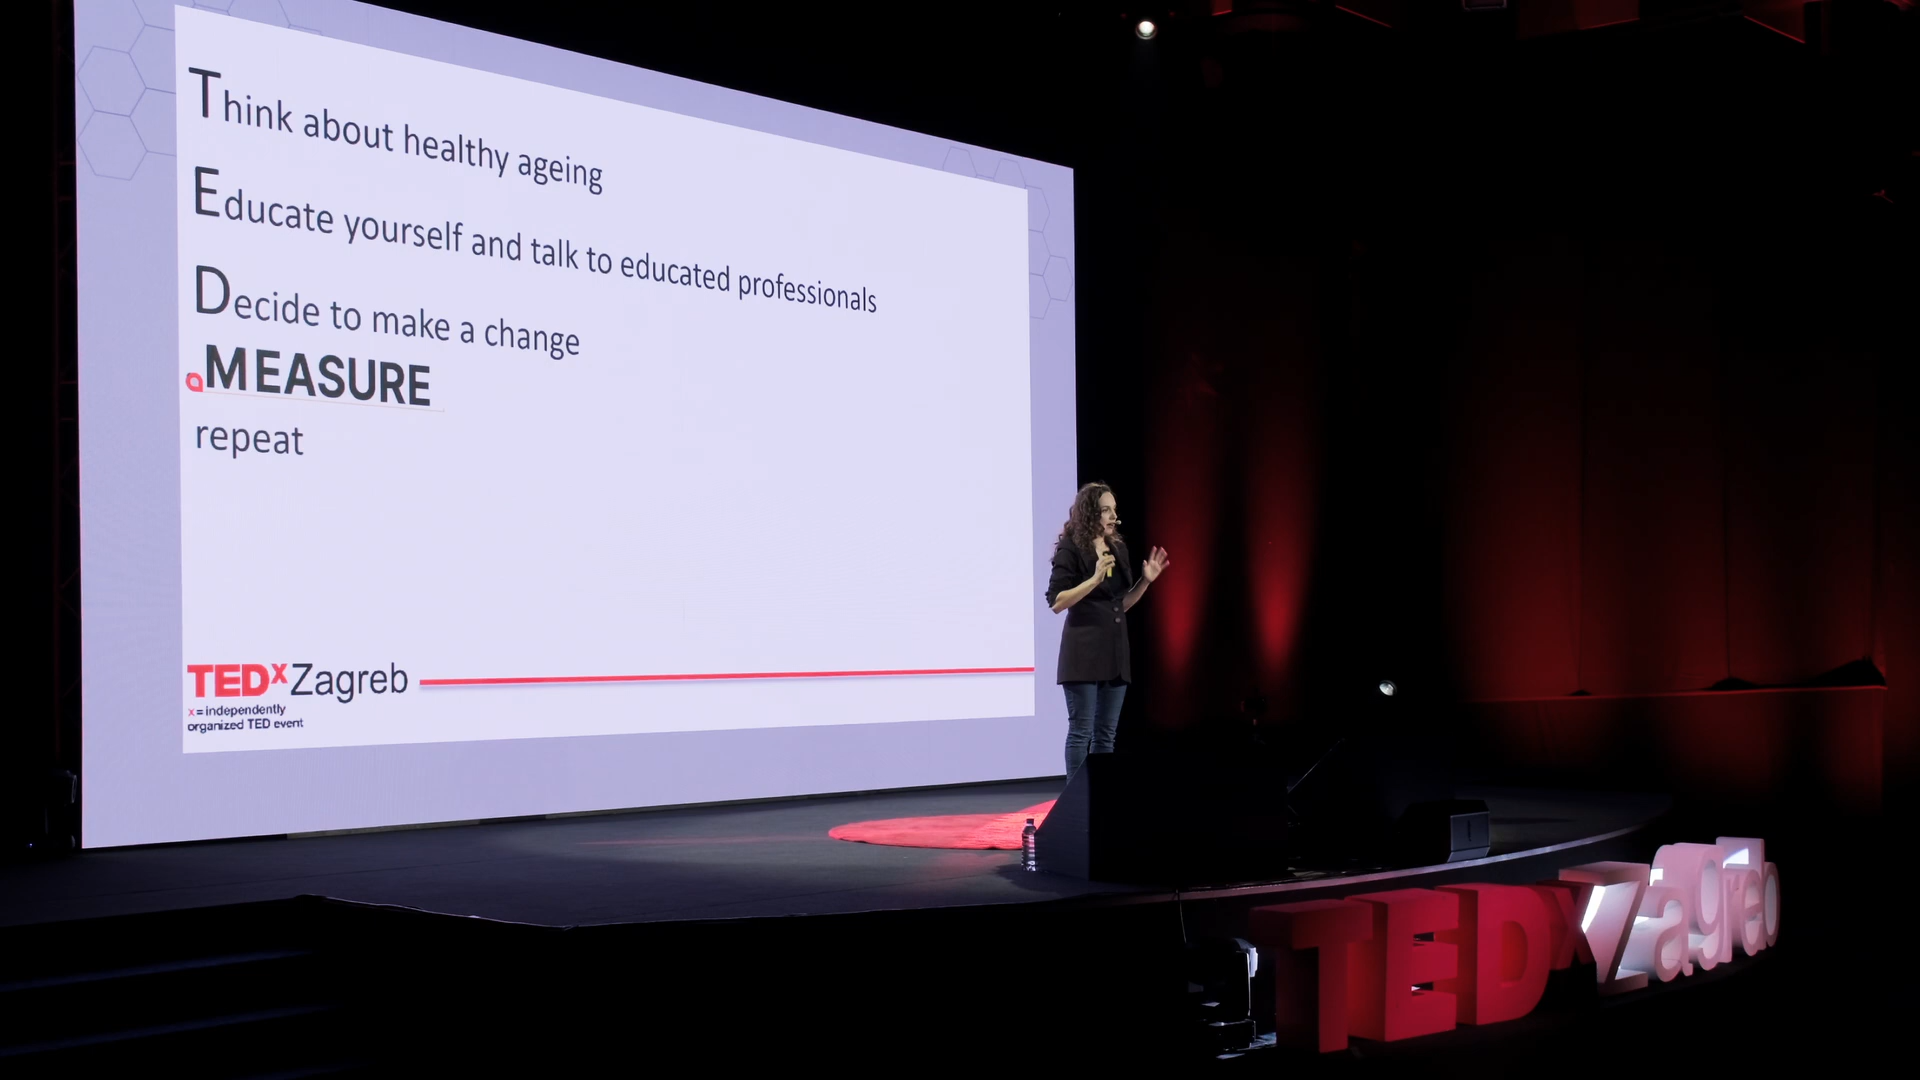 Think about healthy ageing
Educate yourself and talk to educated professionals
Decide to make a change
aMEASURE
repeat
TEDxZagreb
x=independently
organized TED event
TEDxZagreb